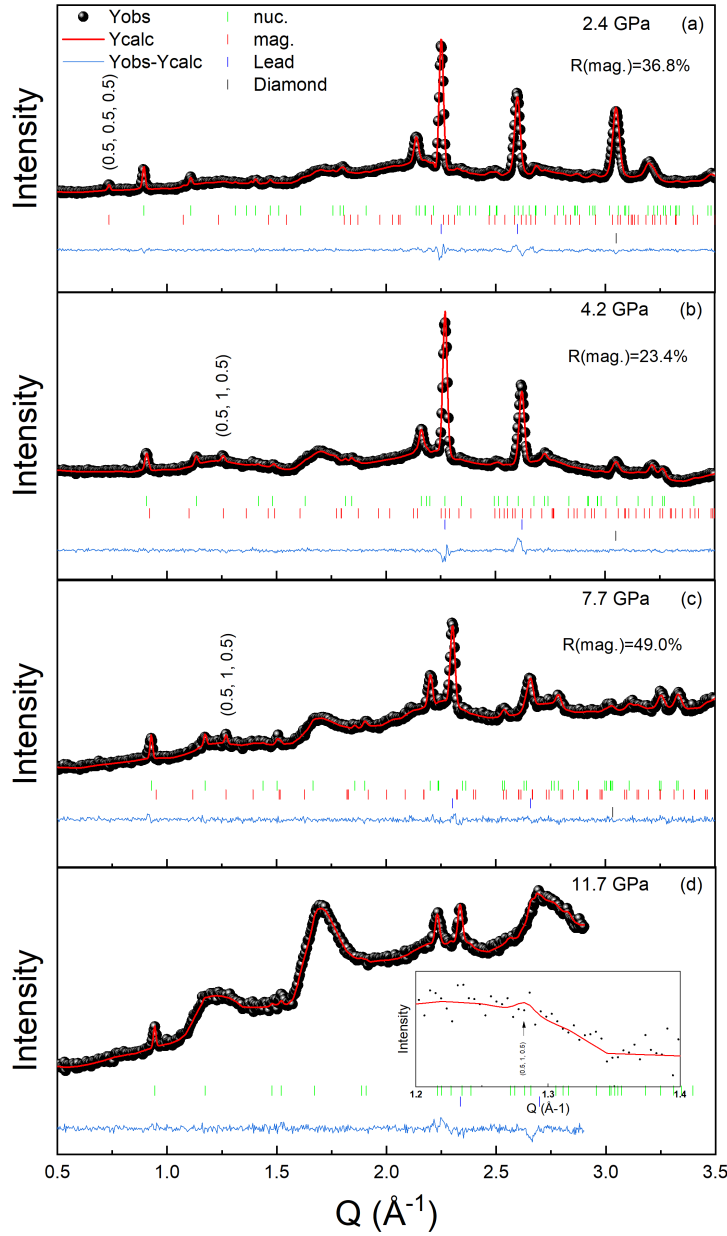 Yobs
Ycalc
Yobs-Ycalc
nuc.
mag.
Lead
Diamond
2.4 GPa (a)
R(mag.)=36.8%
(0.5, 0.5, 0.5)
Intensity
4.2 GPa (b)
R(mag.)=23.4%
(0.5, 1, 0.5)
Intensity
7.7 GPa (c)
R(mag.)=49.0%
(0.5, 1, 0.5)
Intensity
11.7 GPa (d)
Intensity
Intensity
(0.5, 1, 0.5)
1.2 1.3 1.4
Q (Å-1)
0.5 1.0 1.5 2.0 2.5 3.0 3.5
Q (Å⁻¹)